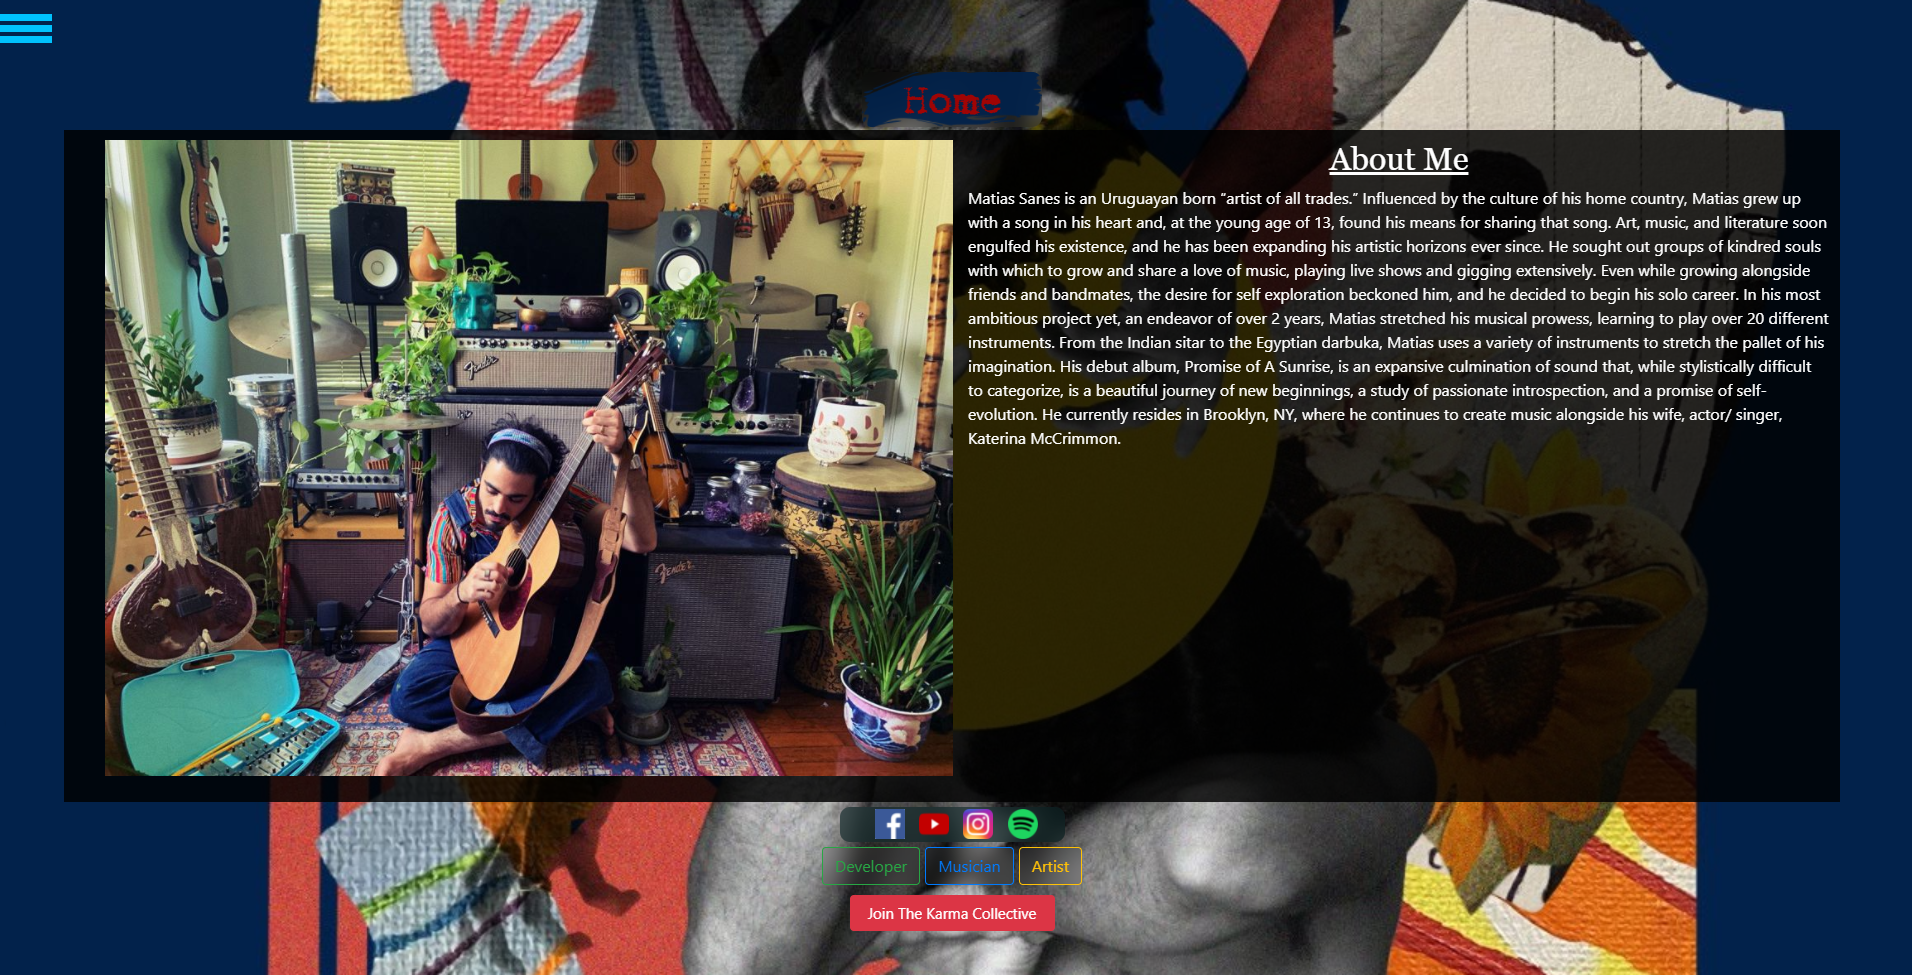 Home
About Me
Matias Sanes is an Uruguayan born “artist of all trades.” Influenced by the culture of his home country, Matias grew up
with a song in his heart and, at the young age of 13, found his means for sharing that song. Art, music, and literature soon
engulfed his existence, and he has been expanding his artistic horizons ever since. He sought out groups of kindred souls
with which to grow and share a love of music, playing live shows and gigging extensively. Even while growing alongside
friends and bandmates, the desire for self exploration beckoned him, and he decided to begin his solo career. In his most
ambitious project yet, an endeavor of over 2 years, Matias stretched his musical prowess, learning to play over 20 different
instruments. From the Indian sitar to the Egyptian darbuka, Matias uses a variety of instruments to stretch the pallet of his
imagination. His debut album, Promise of A Sunrise, is an expansive culmination of sound that, while stylistically difficult
to categorize, is a beautiful journey of new beginnings, a study of passionate introspection, and a promise of self-
evolution. He currently resides in Brooklyn, NY, where he continues to create music alongside his wife, actor/ singer,
Katerina McCrimmon.
Fender
Fender
Developer Musician Artist
Join The Karma Collective